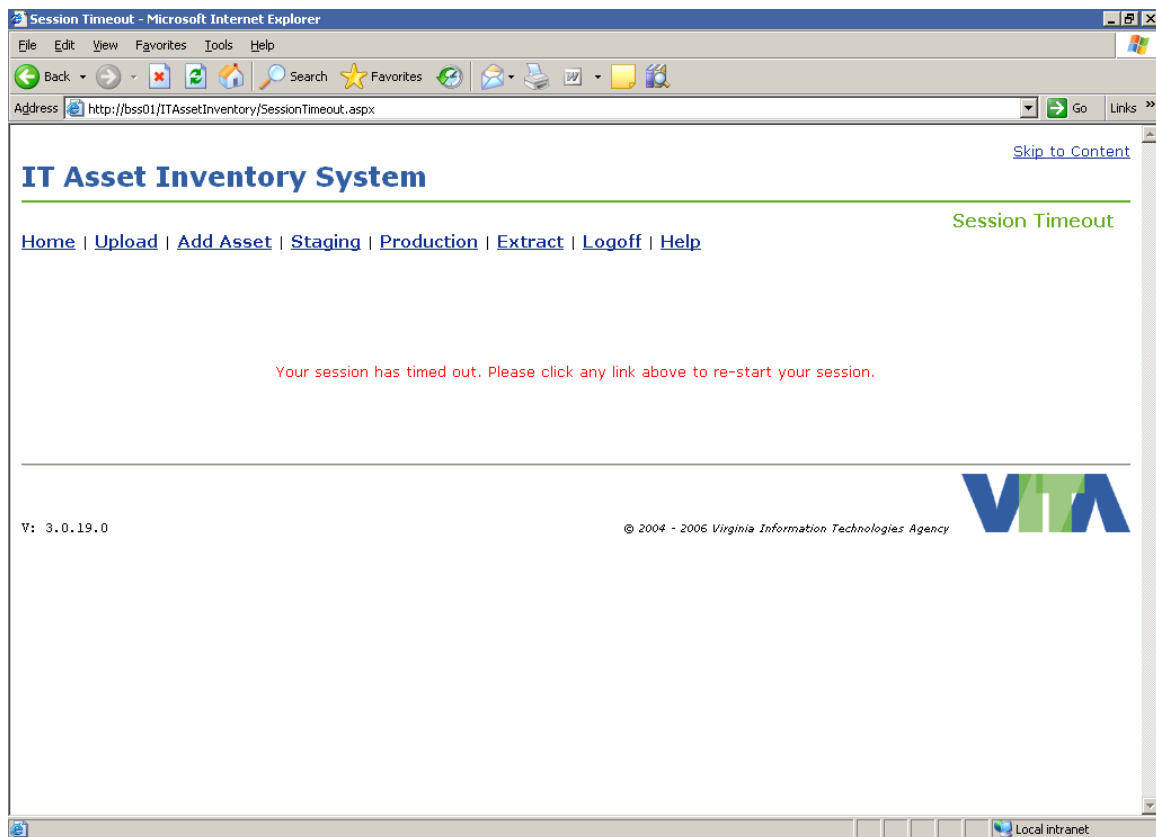 Session Timeout - Microsoft Internet Explorer
File Edit View Favorites Tools Help
Back Search Favorites
Address http://bss01/ITAssetInventory/SessionTimeout.aspx Go Links »
Skip to Content
IT Asset Inventory System
Session Timeout
Home | Upload | Add Asset | Staging | Production | Extract | Logoff | Help
Your session has timed out. Please click any link above to re-start your session.
VITA
V: 3.0.19.0 © 2004 - 2006 Virginia Information Technologies Agency
Local intranet